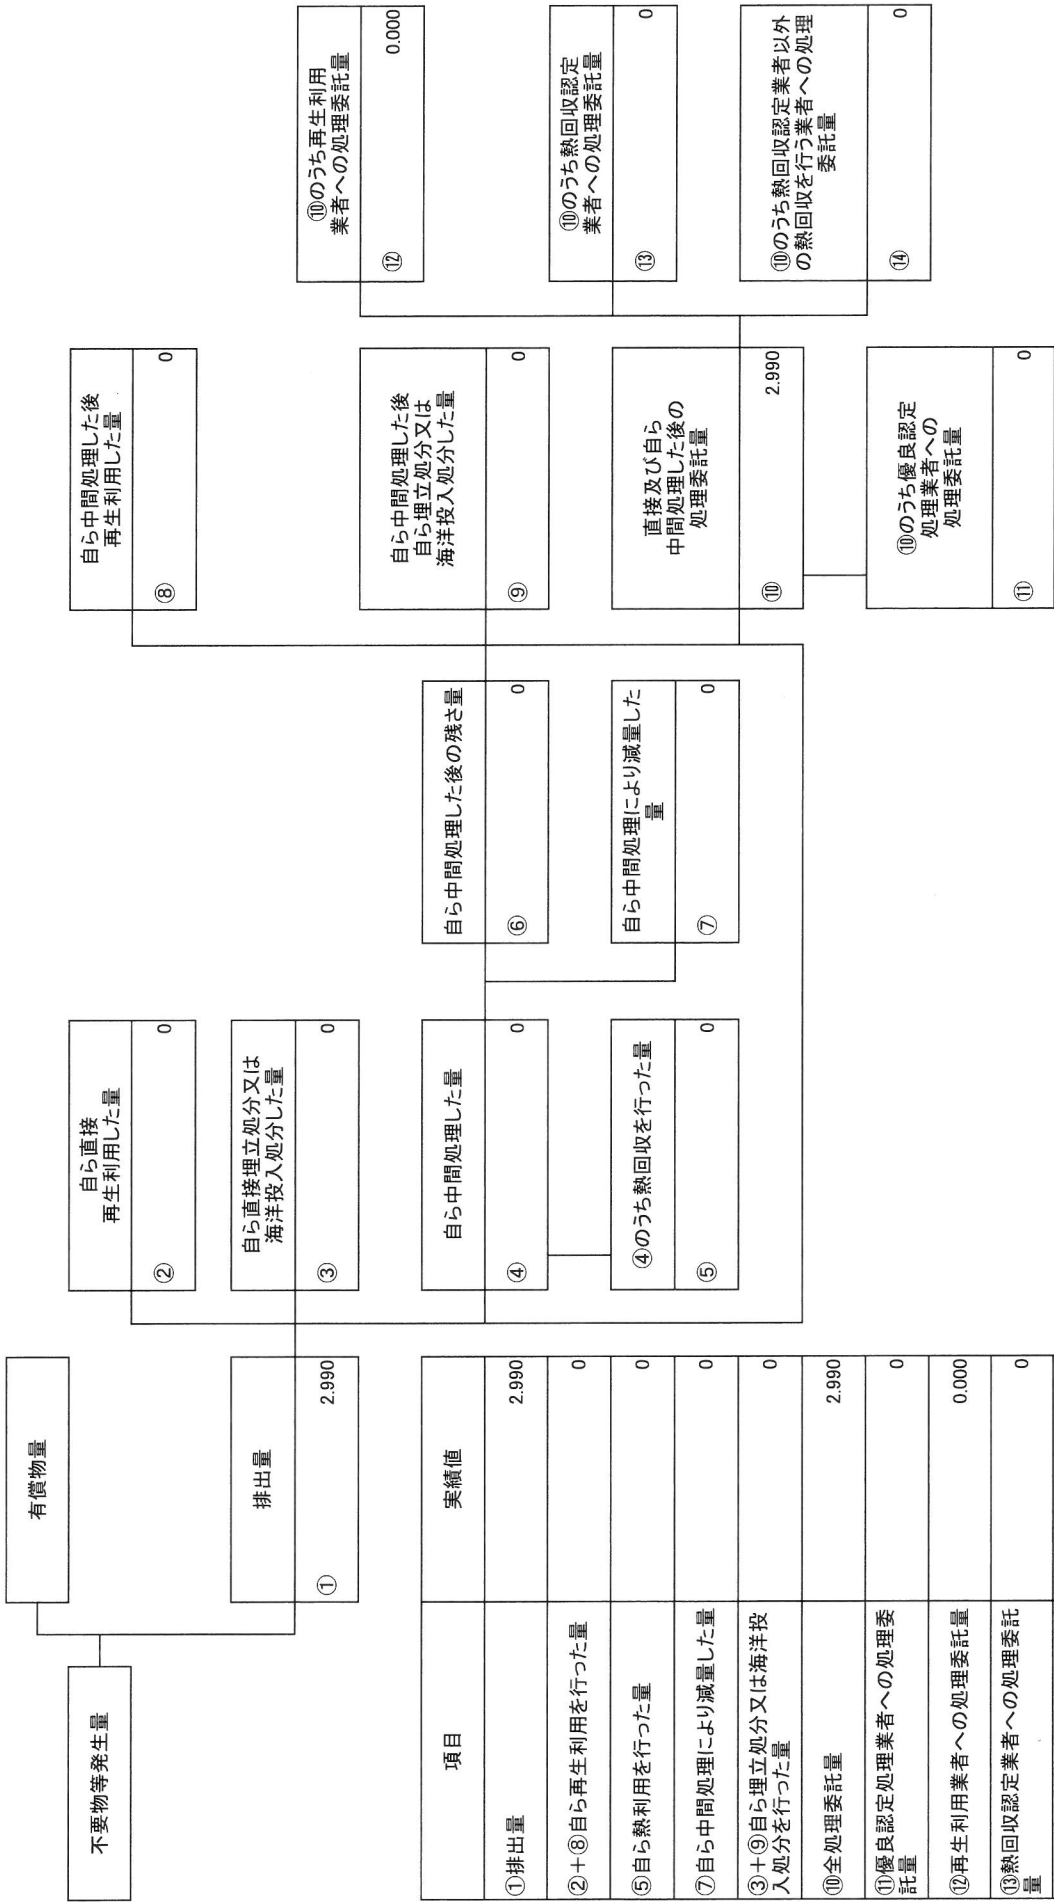 不要物等発生量
有償物量
排出量
① 2.990
自ら直接
再生利用した量
② 0
自ら直接埋立処分又は
海洋投入処分した量
③ 0
自ら中間処理した量
④ 0
④のうち熱回収を行った量
⑤ 0
自ら中間処理した後の残さ量
⑥ 0
自ら中間処理により減量した
量
⑦ 0
自ら中間処理した後
再生利用した量
⑧ 0
自ら中間処理した後
自ら埋立処分又は
海洋投入処分した量
⑨ 0
直接及び自ら
中間処理した後の
処理委託量
⑩ 2.990
⑩のうち優良認定
処理業者への
処理委託量
⑪ 0
⑩のうち再生利用
業者への処理委託量
⑫ 0.000
⑩のうち熱回収認定
業者への処理委託量
⑬ 0
⑩のうち熱回収認定業者以外
の熱回収を行う業者への処理
委託量
⑭ 0
項目 実績値
①排出量 2.990
②+⑧自ら再生利用を行った量 0
⑤自ら熱利用を行った量 0
⑦自ら中間処理により減量した量 0
③+⑨自ら埋立処分又は海洋投
入処分を行った量 0
⑩全処理委託量 2.990
⑪優良認定処理業者への処理委
託量 0
⑫再生利用業者への処理委託量 0.000
⑬熱回収認定業者への処理委託
量 0